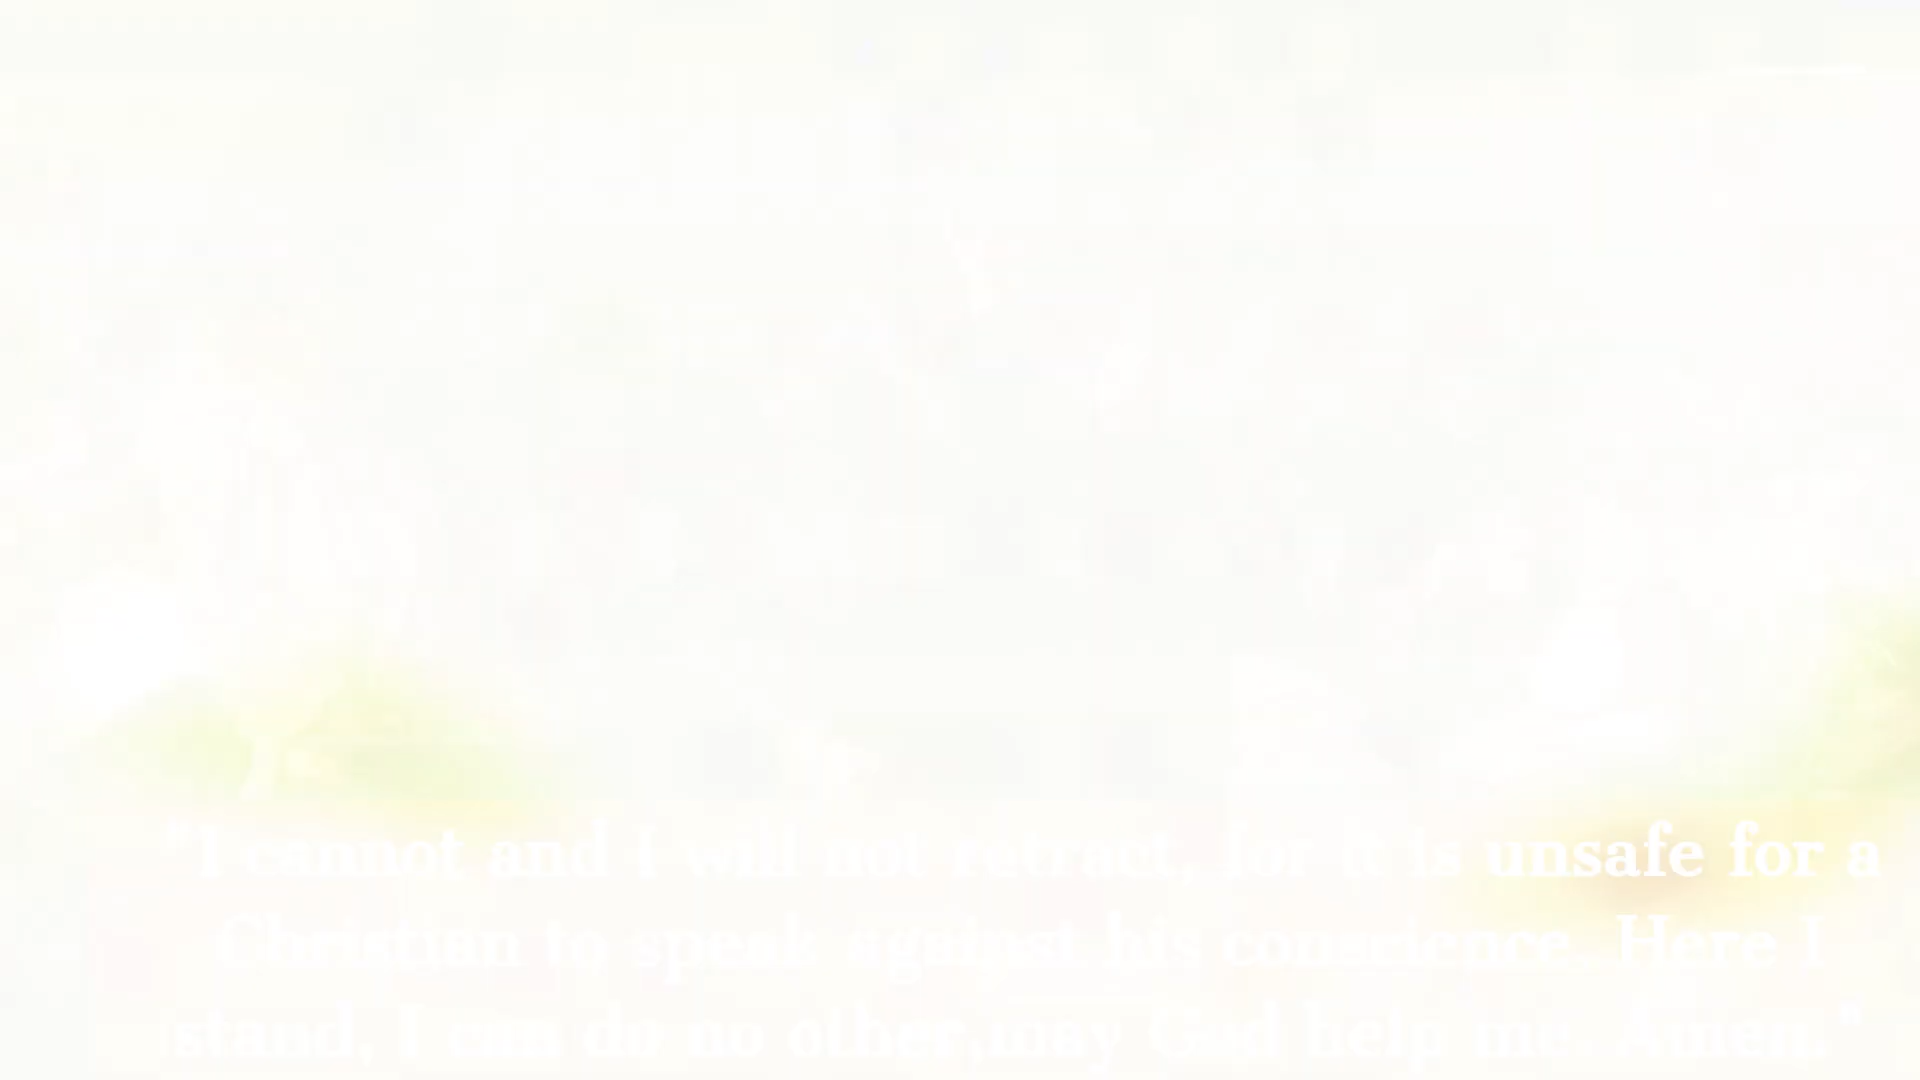 "I cannot and I will not retract, for it is unsafe for a
Christian to speak against his conscience. Here I
stand, I can do no other,may God help me. Amen."